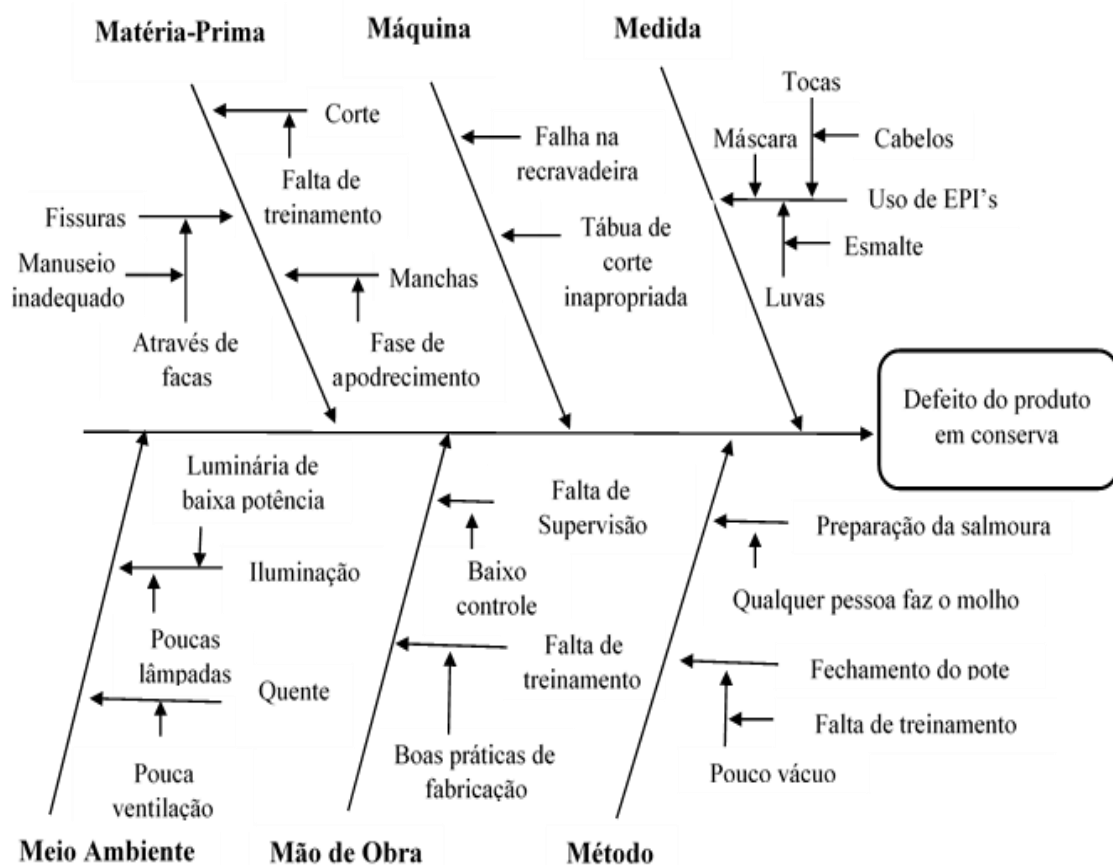 Matéria-Prima
Máquina
Medida
Corte
Falta de
treinamento
Fissuras
Manuseio
inadequado
Através de
facas
Manchas
Fase de
apodrecimento
Falha na
recravadeira
Tábua de
corte
inapropriada
Tocas
Máscara
Cabelos
Uso de EPI’s
Esmalte
Luvas
Defeito do produto
em conserva
Luminária de
baixa potência
Iluminação
Poucas
lâmpadas
Quente
Pouca
ventilação
Falta de
Supervisão
Baixo
controle
Falta de
treinamento
Boas práticas de
fabricação
Preparação da salmoura
Qualquer pessoa faz o molho
Fechamento do pote
Falta de treinamento
Pouco vácuo
Meio Ambiente
Mão de Obra
Método